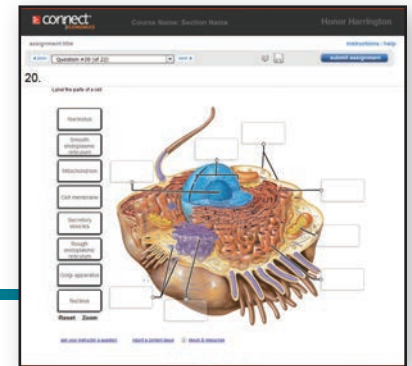 connect
Course Name: Section Name
Honor Harrington
assignment title
instructions | help
prev
Question #20 (of 22)
next
submit assignment
20.
Label the parts of a cell
Nucleolus
Smooth
endoplasmic
reticulum
Mitochondrion
Cell membrane
Secretory
vesicles
Rough
endoplasmic
reticulum
Golgi apparatus
Nucleus
Reset Zoom
ask your instructor a question
report a content issue
ebook & resources